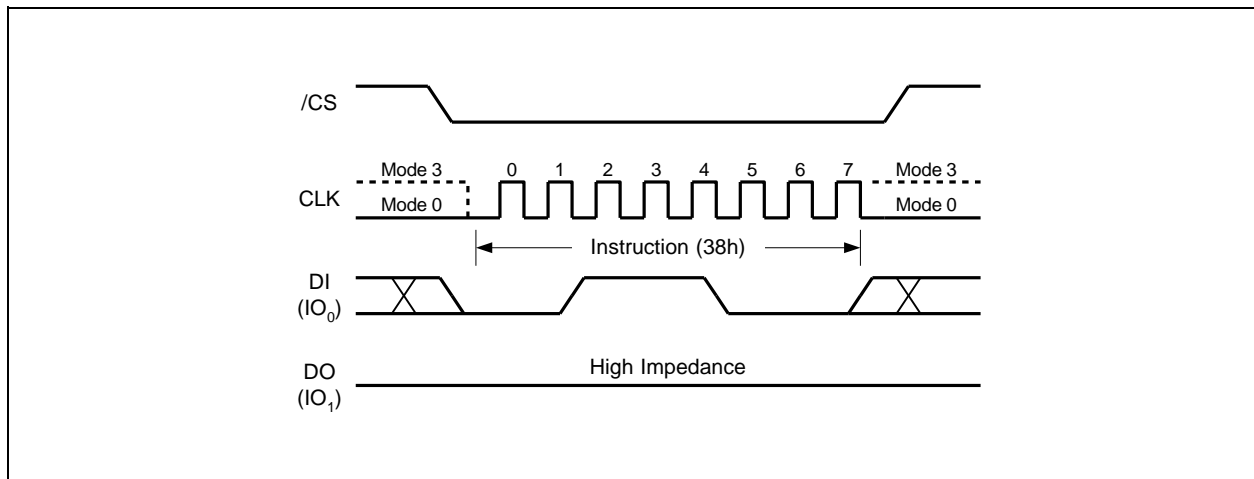 /CS
Mode 3 0 1 2 3 4 5 6 7 Mode 3
CLK
Mode 0 Mode 0
Instruction (38h)
DI
(IO0)
High Impedance
DO
(IO1)